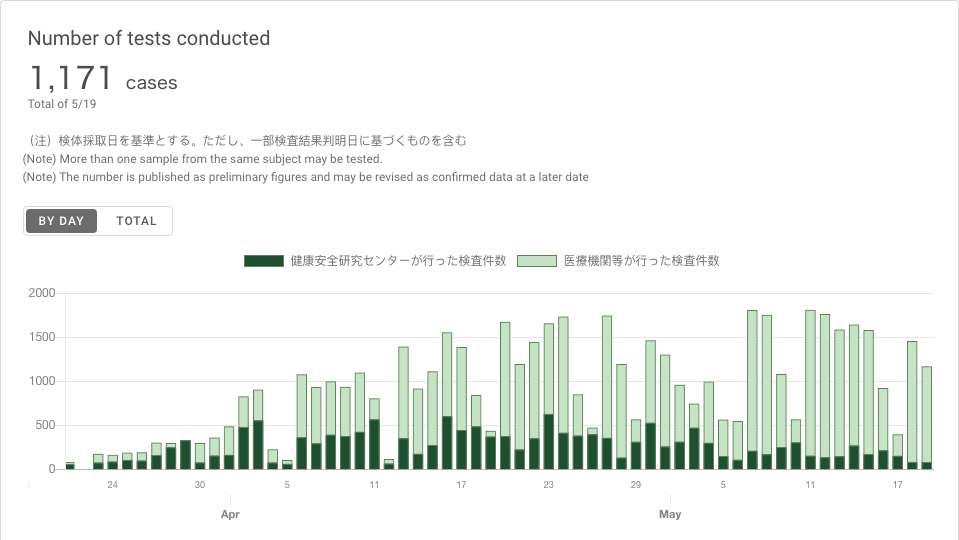 Number of tests conducted
1,171 cases
Total of 5/19
（注）検体採取日を基準とする。ただし、一部検査結果判明日に基づくものを含む
(Note) More than one sample from the same subject may be tested.
(Note) The number is published as preliminary figures and may be revised as confirmed data at a later date
BY DAY TOTAL
健康安全研究センターが行った検査件数 医療機関等が行った検査件数
2000
1500
1000
500
0
24 30 5 11 17 23 29 5 11 17
Apr May